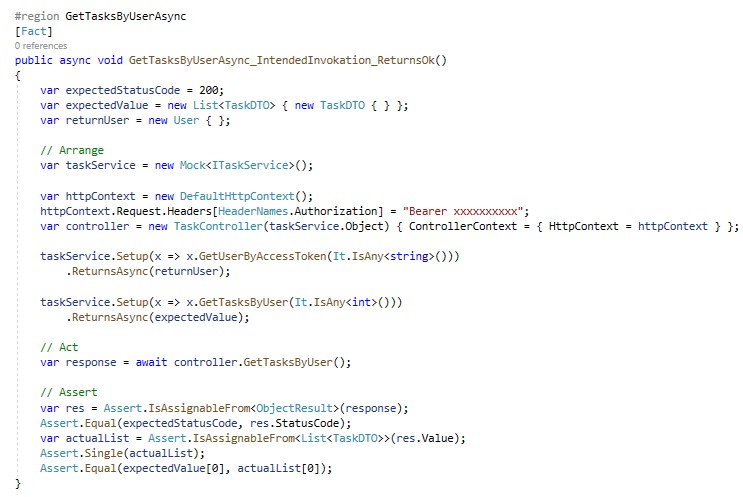 #region GetTasksByUserAsync
[Fact]
0 references
public async void GetTasksByUserAsync_IntendedInvokation_ReturnsOk()
{
    var expectedStatusCode = 200;
    var expectedValue = new List<TaskDTO> { new TaskDTO { } };
    var returnUser = new User { };

    // Arrange
    var taskService = new Mock<ITaskService>();

    var httpContext = new DefaultHttpContext();
    httpContext.Request.Headers[HeaderNames.Authorization] = "Bearer xxxxxxxxxx";
    var controller = new TaskController(taskService.Object) { ControllerContext = { HttpContext = httpContext } };

    taskService.Setup(x => x.GetUserByAccessToken(It.IsAny<string>()))
        .ReturnsAsync(returnUser);

    taskService.Setup(x => x.GetTasksByUser(It.IsAny<int>()))
        .ReturnsAsync(expectedValue);

    // Act
    var response = await controller.GetTasksByUser();

    // Assert
    var res = Assert.IsAssignableFrom<ObjectResult>(response);
    Assert.Equal(expectedStatusCode, res.StatusCode);
    var actualList = Assert.IsAssignableFrom<List<TaskDTO>>(res.Value);
    Assert.Single(actualList);
    Assert.Equal(expectedValue[0], actualList[0]);
}